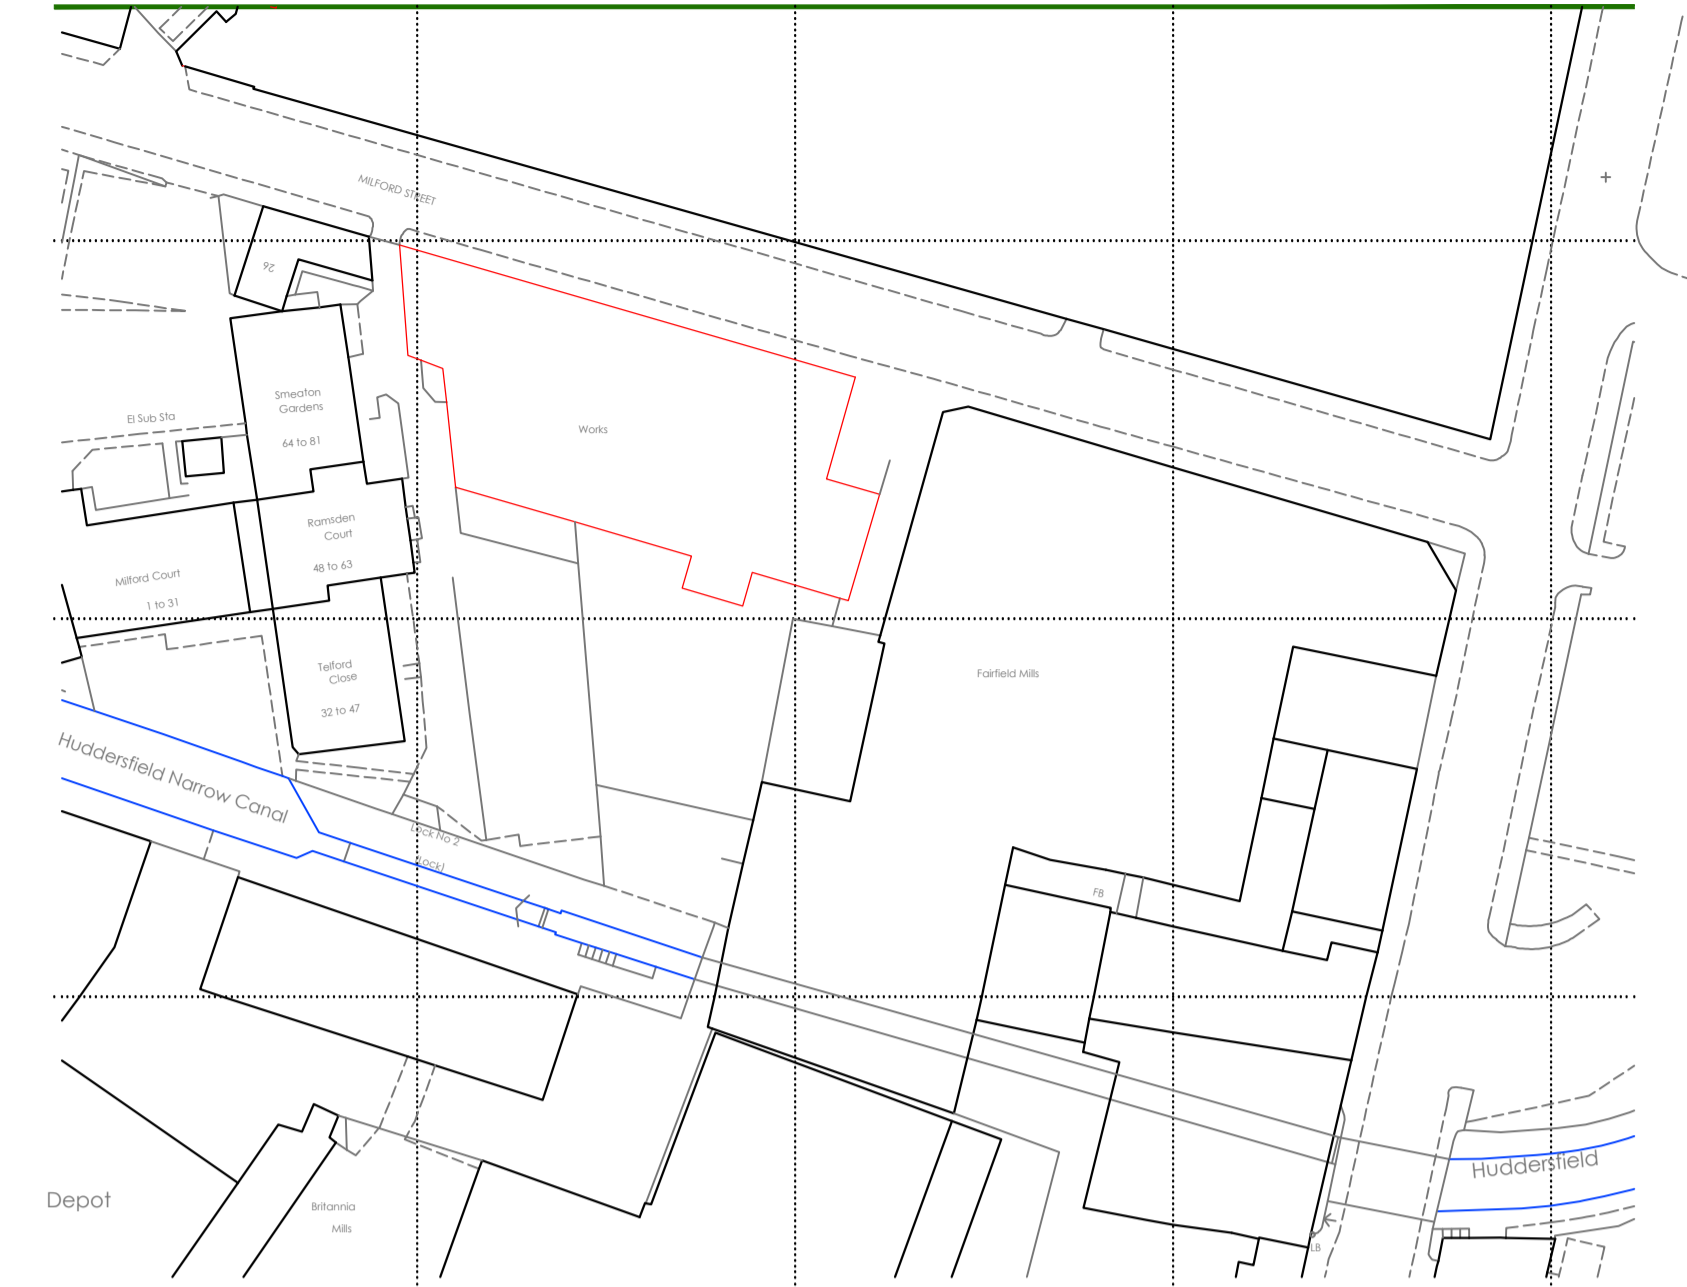 MILFORD STREET
26
Smeaton
Gardens
64 to 81
El Sub Sta
Works
Ramsden
Court
48 to 63
Milford Court
1 to 31
Telford
Close
32 to 47
Fairfield Mills
Huddersfield Narrow Canal
Lock No 2
(Lock)
FB
Huddersfield
Depot
Britannia
Mills
LB